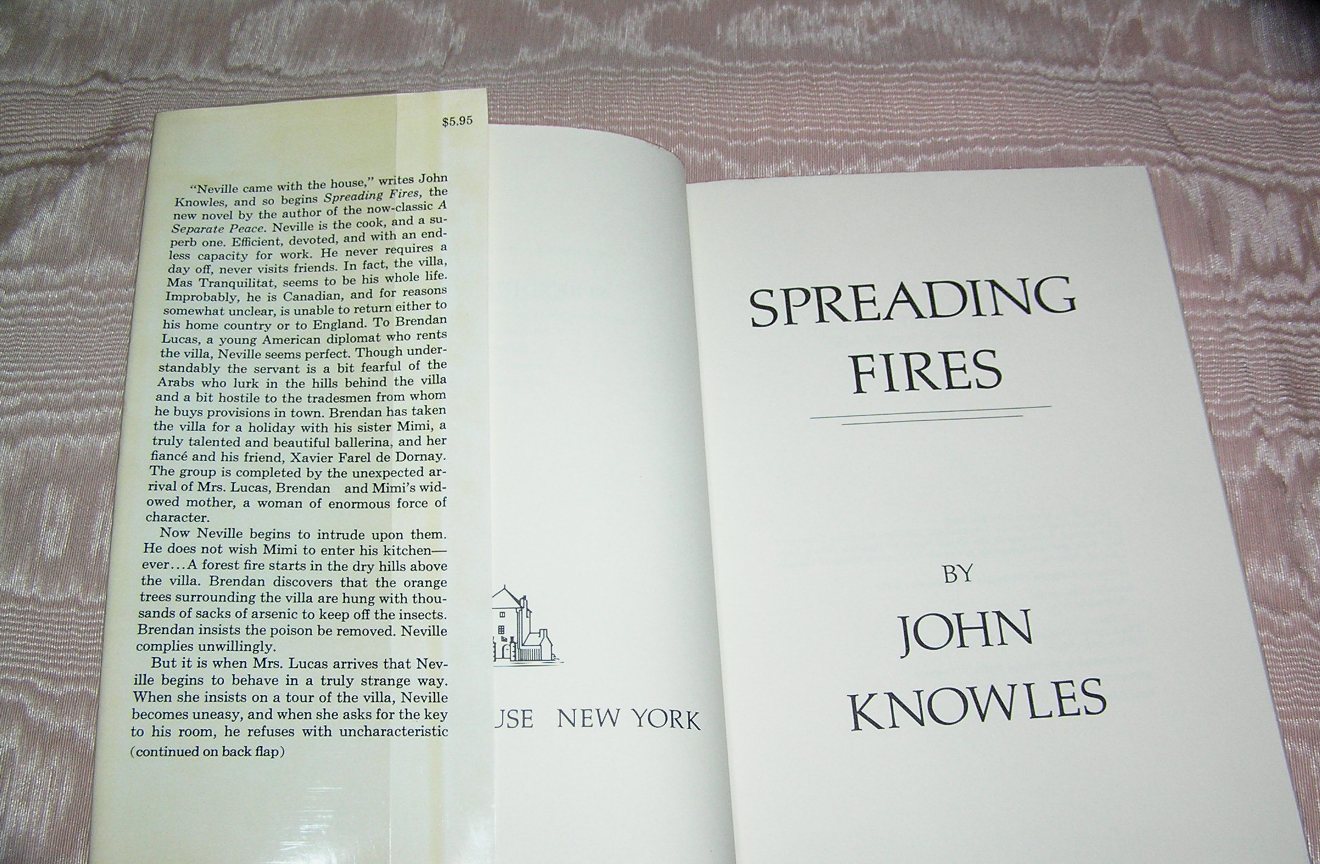 $5.95
"Neville came with the house," writes John
Knowles, and so begins Spreading Fires, the
new novel by the author of the now-classic A
Separate Peace. Neville is the cook, and a su-
perb one. Efficient, devoted, and with an end-
less capacity for work. He never requires a
day off, never visits friends. In fact, the villa,
Mas Tranquilitat, seems to be his whole life.
Improbably, he is Canadian, and for reasons
somewhat unclear, is unable to return either to
his home country or to England. To Brendan
Lucas, a young American diplomat who rents
the villa, Neville seems perfect. Though under-
standably the servant is a bit fearful of the
Arabs who lurk in the hills behind the villa
and a bit hostile to the tradesmen from whom
he buys provisions in town. Brendan has taken
the villa for a holiday with his sister Mimi, a
truly talented and beautiful ballerina, and her
fiancé and his friend, Xavier Farel de Dornay.
The group is completed by the unexpected ar-
rival of Mrs. Lucas, Brendan and Mimi's wid-
owed mother, a woman of enormous force of
character.
Now Neville begins to intrude upon them.
He does not wish Mimi to enter his kitchen—
ever...A forest fire starts in the dry hills above
the villa. Brendan discovers that the orange
trees surrounding the villa are hung with thou-
sands of sacks of arsenic to keep off the insects.
Brendan insists the poison be removed. Neville
complies unwillingly.
But it is when Mrs. Lucas arrives that Nev-
ille begins to behave in a truly strange way.
When she insists on a tour of the villa, Neville
becomes uneasy, and when she asks for the key
to his room, he refuses with uncharacteristic
(continued on back flap)
USE NEW YORK
SPREADING
FIRES
BY
JOHN
KNOWLES